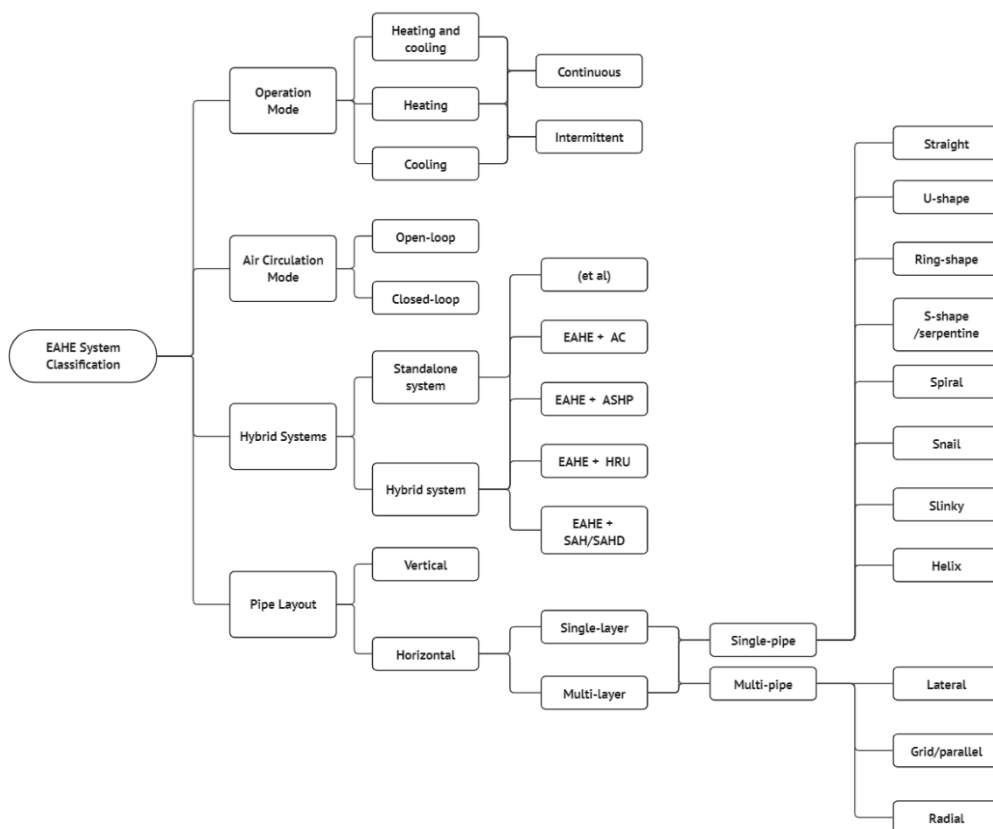 EAHE System
Classification
Operation
Mode
Heating and
cooling
Heating
Cooling
Continuous
Intermittent
Air Circulation
Mode
Open-loop
Closed-loop
Hybrid Systems
Standalone
system
Hybrid system
(et al)
EAHE + AC
EAHE + ASHP
EAHE + HRU
EAHE +
SAH/SAHD
Pipe Layout
Vertical
Horizontal
Single-layer
Multi-layer
Single-pipe
Multi-pipe
Straight
U-shape
Ring-shape
S-shape
/serpentine
Spiral
Snail
Slinky
Helix
Lateral
Grid/parallel
Radial